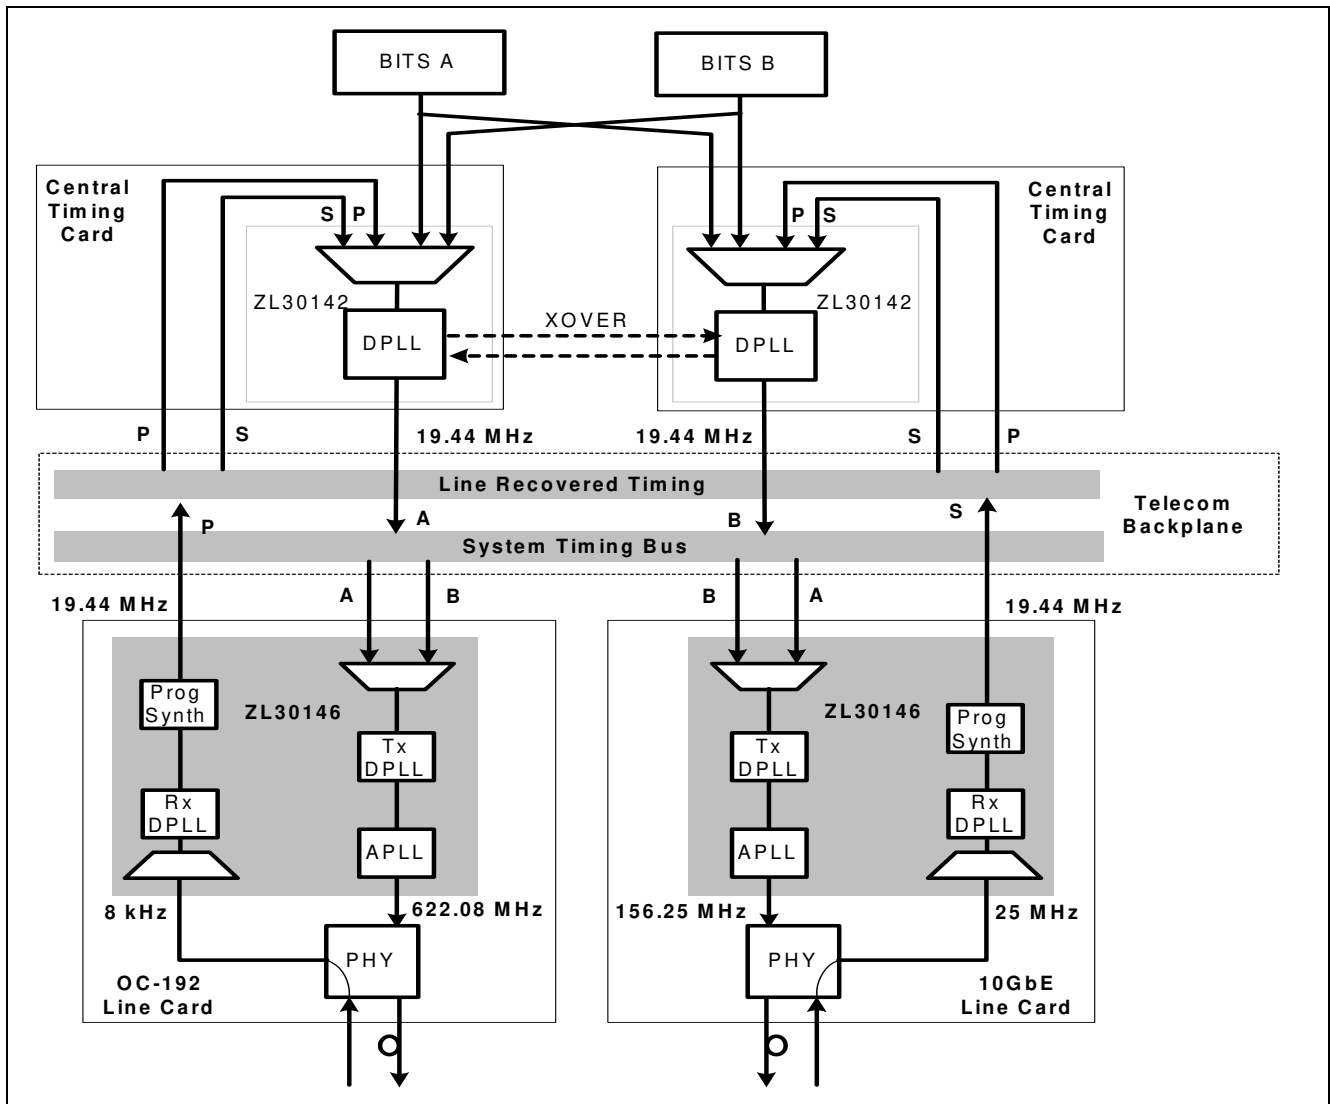 BITS A
BITS B
Central
Timing
Card
Central
Timing
Card
S P
P S
ZL30142
ZL30142
XOVER
DPLL
DPLL
P
S
19.44 MHz
19.44 MHz
S
P
Line Recovered Timing
Telecom
Backplane
P
A
B
S
System Timing Bus
A
B
B
A
19.44 MHz
19.44 MHz
Prog
Synth
ZL30146
Tx
DPLL
Rx
DPLL
APLL
ZL30146
Tx
DPLL
Prog
Synth
Rx
DPLL
APLL
8 kHz
622.08 MHz
156.25 MHz
25 MHz
PHY
PHY
OC-192
Line Card
10GbE
Line Card